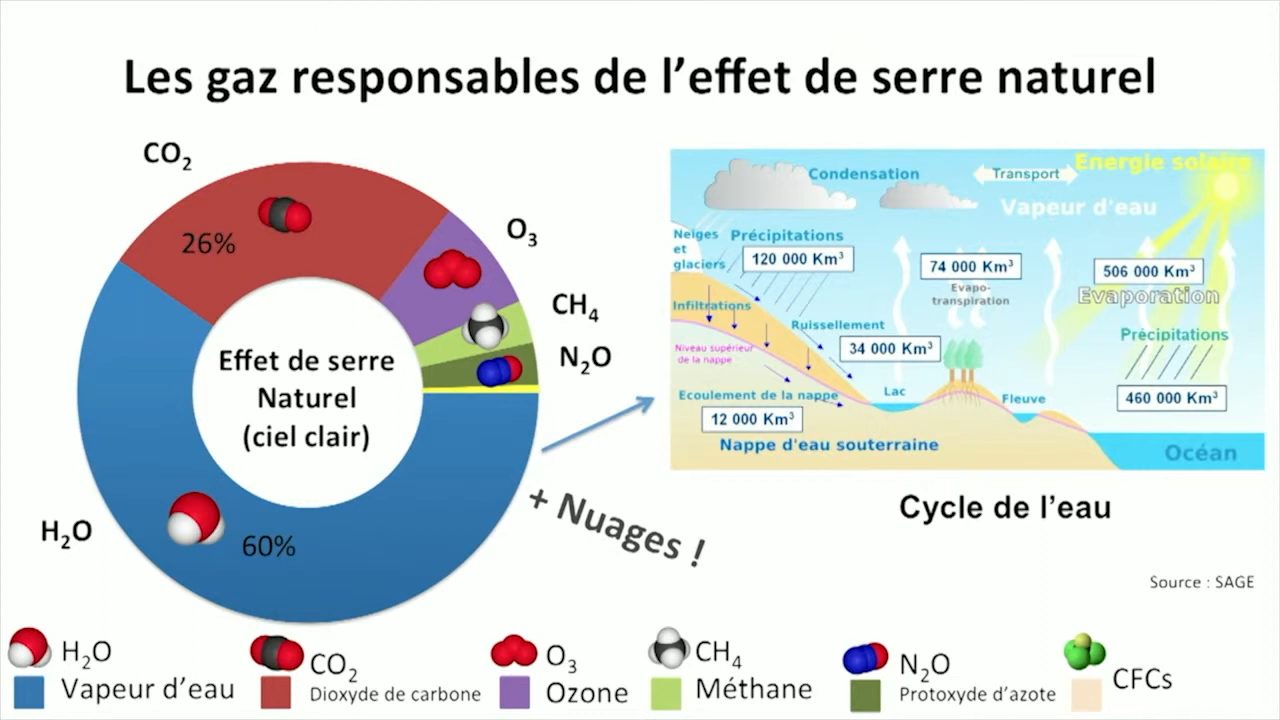 Les gaz responsables de l'effet de serre naturel
CO₂
26%
O₃
CH₄
N₂O
Effet de serre
Naturel
(ciel clair)
H₂O
60%
+ Nuages !
Condensation
Transport
Energie solaire
Vapeur d'eau
Neiges
et
glaciers
Précipitations
120 000 Km³
74 000 Km³
Evapo-
transpiration
506 000 Km³
Evaporation
Infiltrations
Ruissellement
34 000 Km³
Précipitations
460 000 Km³
Niveau supérieur
de la nappe
Ecoulement de la nappe
12 000 Km³
Lac
Fleuve
Nappe d'eau souterraine
Océan
Cycle de l'eau
Source : SAGE
H₂O
Vapeur d'eau
CO₂
Dioxyde de carbone
O₃
Ozone
CH₄
Méthane
N₂O
Protoxyde d'azote
CFCs